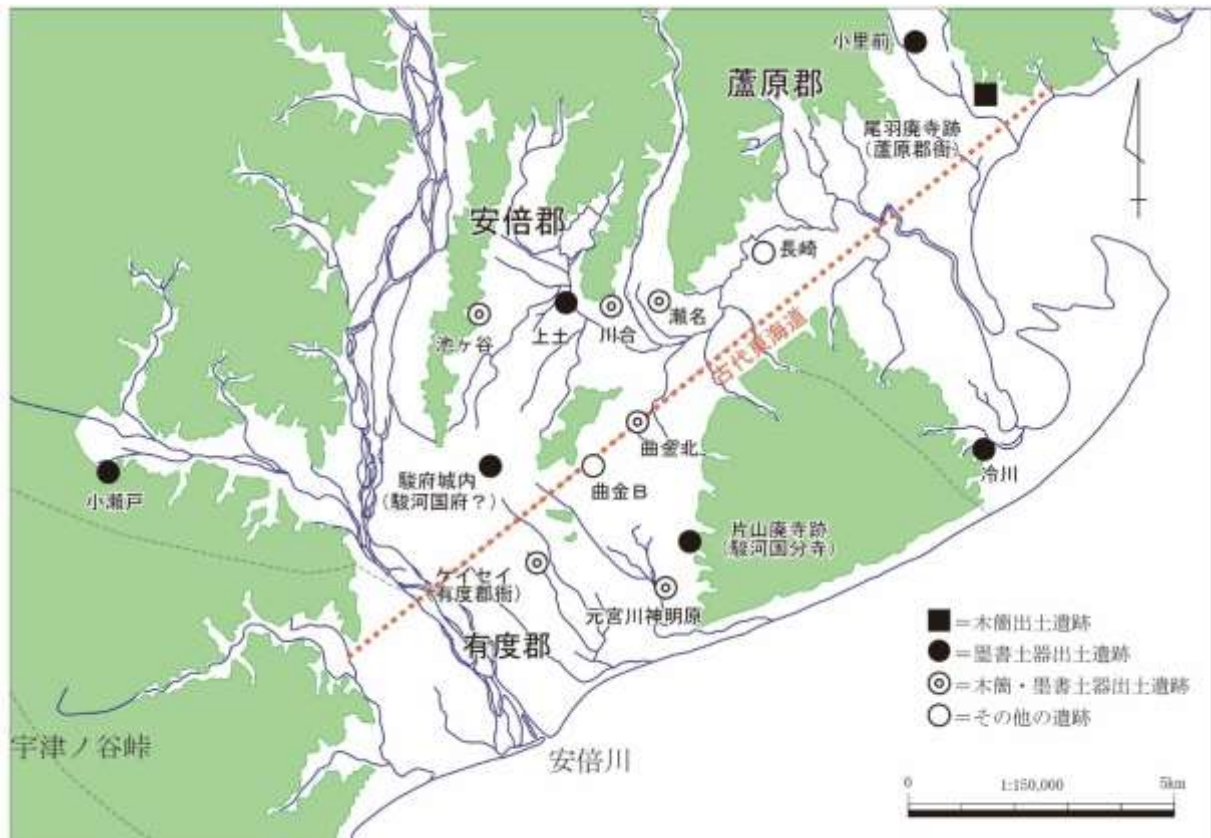 小里前
蘆原郡
尾羽廃寺跡
(蘆原郡衙)
安倍郡
長崎
池ヶ谷
上土
川合
瀬名
古代東海道
曲金北
曲金B
小瀬戸
駿府城内
(駿河国府?)
冷川
片山廃寺跡
(駿河国分寺)
ケイセイ
(有度郡衙)
元宮川神明原
有度郡
宇津ノ谷峠
安倍川
■=木簡出土遺跡
●=墨書土器出土遺跡
◎=木簡・墨書土器出土遺跡
○=その他の遺跡
0 1:150,000 5km